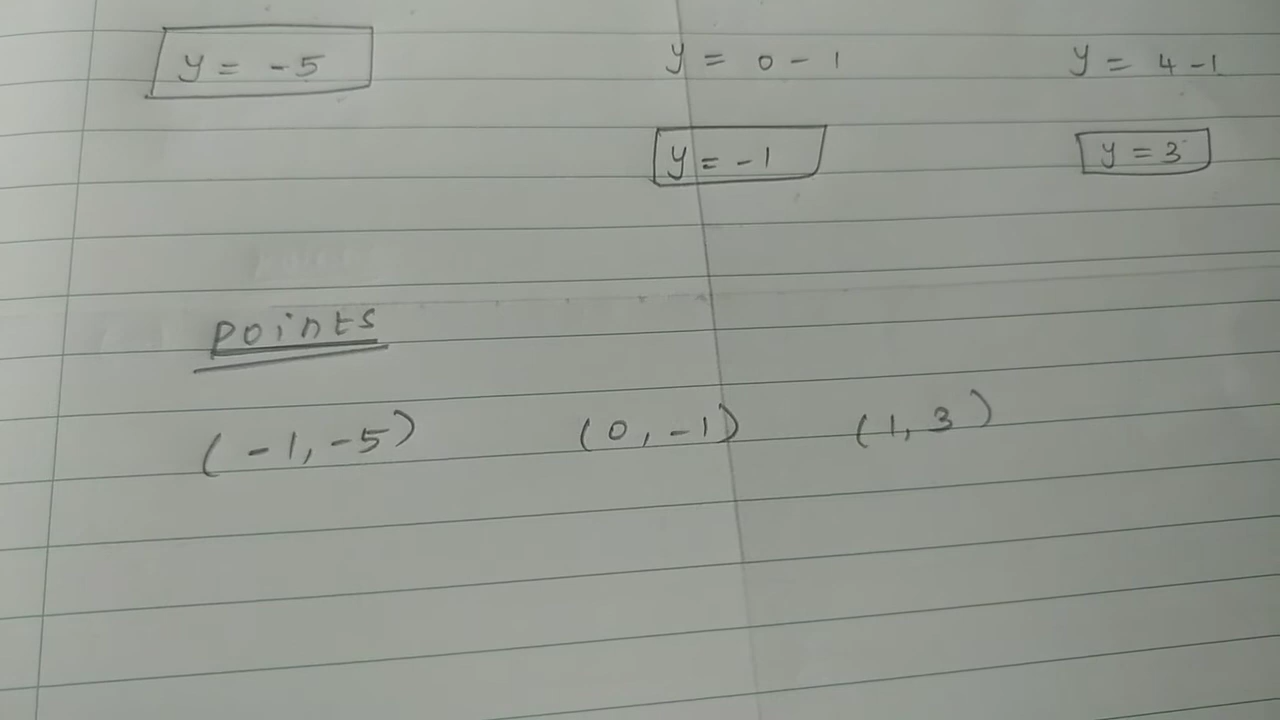 y = -5 y = 0 - 1 y = 4 - 1
y = -1 y = 3
points
(-1, -5) (0, -1) (1, 3)